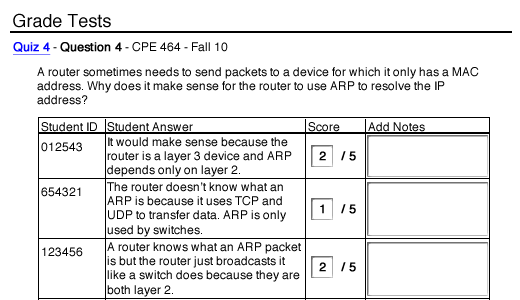 Grade Tests
Quiz 4 - Question 4 - CPE 464 - Fall 10
A router sometimes needs to send packets to a device for which it only has a MAC
address. Why does it make sense for the router to use ARP to resolve the IP
address?
Student ID Student Answer Score Add Notes
012543
It would make sense because the
router is a layer 3 device and ARP
depends only on layer 2.
2 / 5
654321
The router doesn't know what an
ARP is because it uses TCP and
UDP to transfer data. ARP is only
used by switches.
1 / 5
123456
A router knows what an ARP packet
is but the router just broadcasts it
like a switch does because they are
both layer 2.
2 / 5